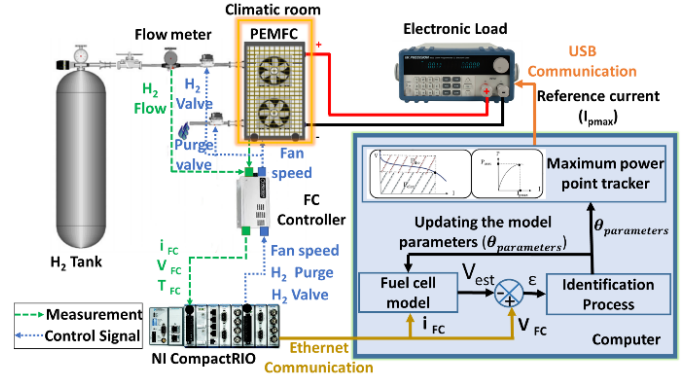 Climatic room
Flow meter
PEMFC
Electronic Load
+
-
H2 Flow
H2 Valve
Purge valve
Fan speed
USB Communication
Reference current (Ipmax)
FC Controller
H2 Tank
Maximum power point tracker
θparameters
Updating the model parameters (θparameters)
iFC
VFC
TFC
Fan speed
H2 Purge
H2 Valve
Fuel cell model
Vest
-
+
ε
Identification Process
iFC
VFC
Computer
Measurement
Control Signal
NI CompactRIO
Ethernet Communication